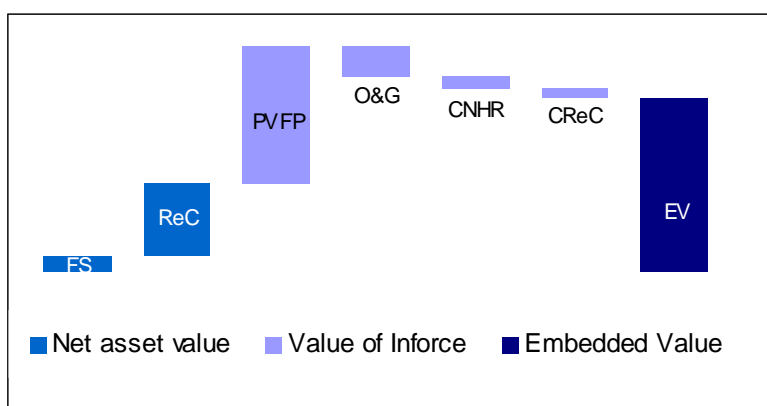 O&G
PVFP
CNHR
CReC
ReC
EV
FS
Net asset value
Value of Inforce
Embedded Value